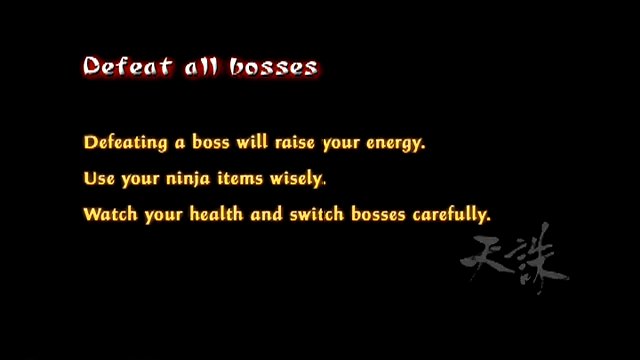 Defeat all bosses
Defeating a boss will raise your energy.
Use your ninja items wisely.
Watch your health and switch bosses carefully.
天誅